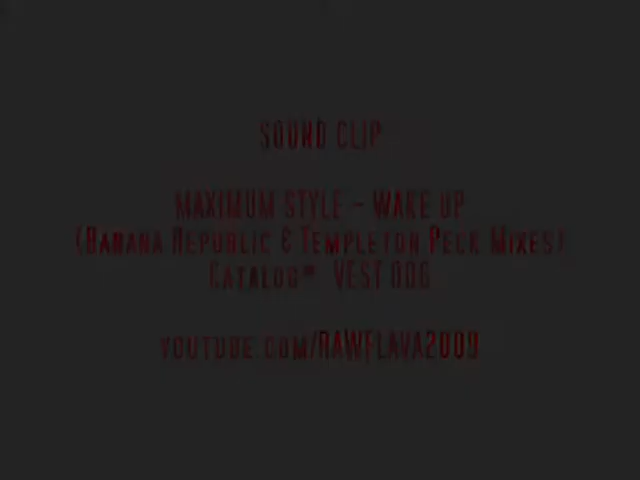 SOUND CLIP
MAXIMUM STYLE - WAKE UP
(BANANA REPUBLIC & TEMPLETON PECK MIXES)
CATALOG# VEST 006
YOUTUBE.COM/RAWFLAVA2009